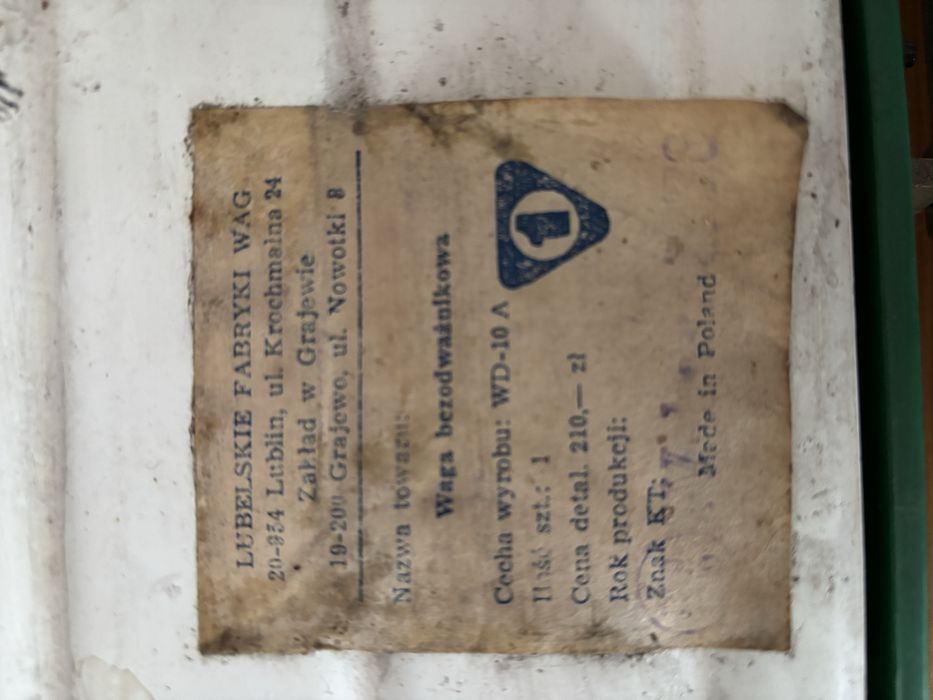 LUBELSKIE FABRYKI WAG
20-954 Lublin, ul. Krochmalna 24
Zakład w Grajewie
19-200 Grajewo, ul. Nowotki 8
Nazwa towaru:
Waga bezodważnikowa
Cecha wyrobu: WD-10 A
1
Ilość szt.: 1
Cena detal. 210,— zł
Rok produkcji:
Znak KT:
Made in Poland